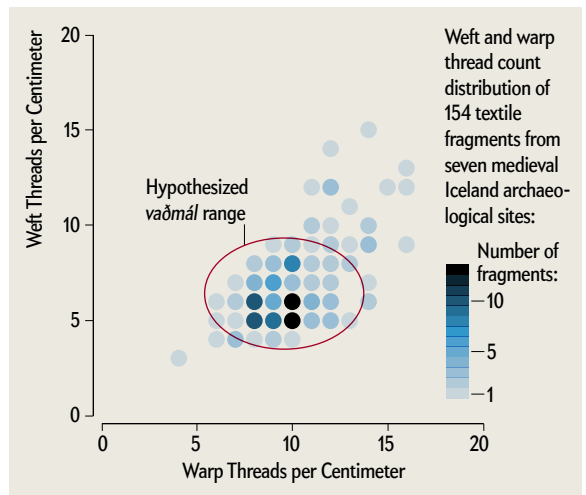 20
15
10
5
0
Weft Threads per Centimeter
Hypothesized
vaðmál range
0
5
10
15
20
Warp Threads per Centimeter
Weft and warp
thread count
distribution of
154 textile
fragments from
seven medieval
Iceland archaeo-
logical sites:
Number of
fragments:
10
5
1